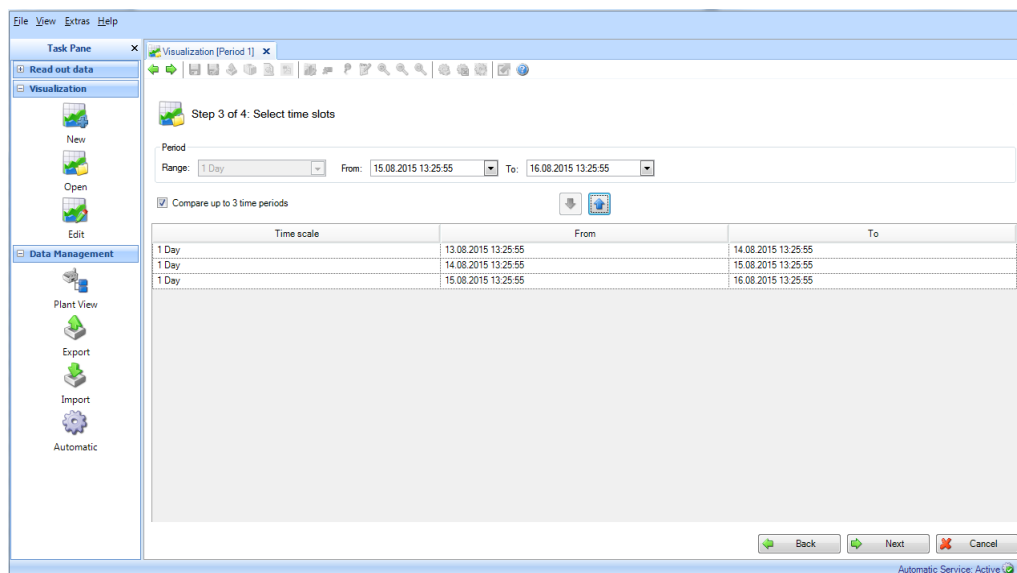 File View Extras Help
Task Pane
Visualization [Period 1]
Read out data
Visualization
New
Open
Edit
Data Management
Plant View
Export
Import
Automatic
Step 3 of 4: Select time slots
Period
Range: 1 Day From: 15.08.2015 13:25:55 To: 16.08.2015 13:25:55
Compare up to 3 time periods
Time scale From To
1 Day 13.08.2015 13:25:55 14.08.2015 13:25:55
1 Day 14.08.2015 13:25:55 15.08.2015 13:25:55
1 Day 15.08.2015 13:25:55 16.08.2015 13:25:55
Back Next Cancel
Automatic Service: Active